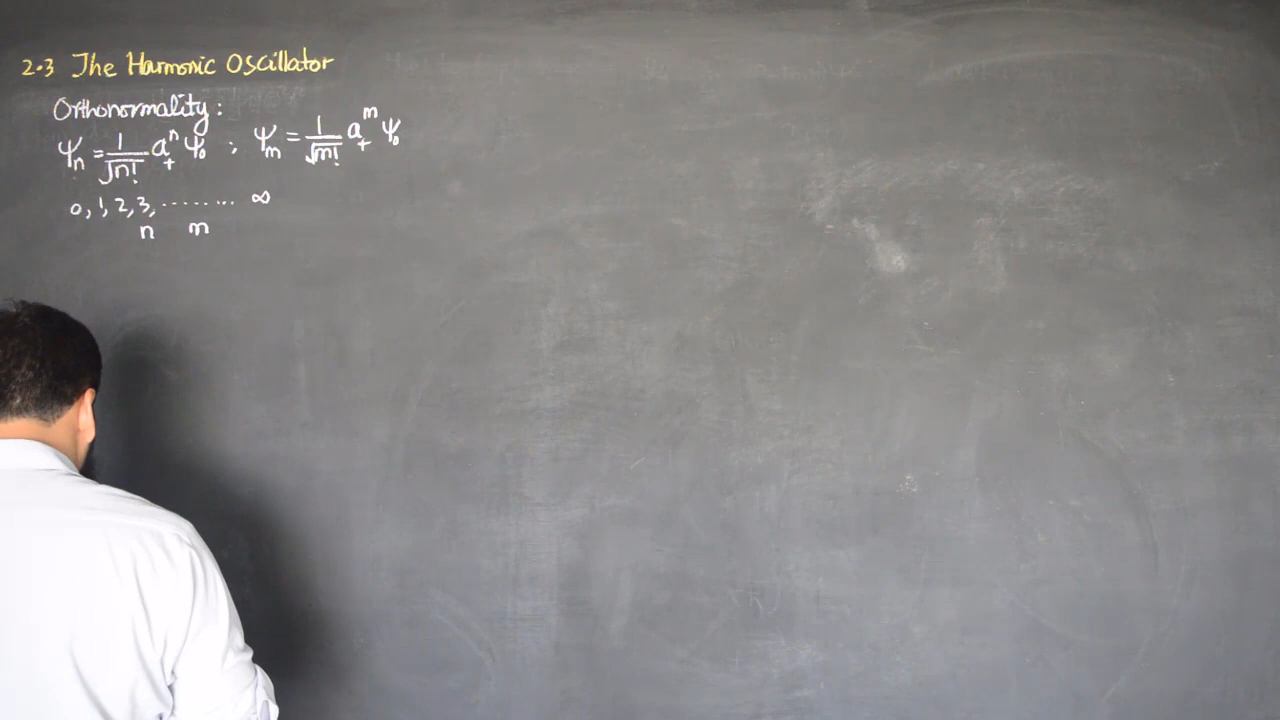 2.3 The Harmonic Oscillator
Orthonormality:
ψₙ = 1/√n! a₊ⁿ ψ₀ ; ψₘ = 1/√m! a₊ᵐ ψ₀
0, 1, 2, 3, ........ ∞
n m